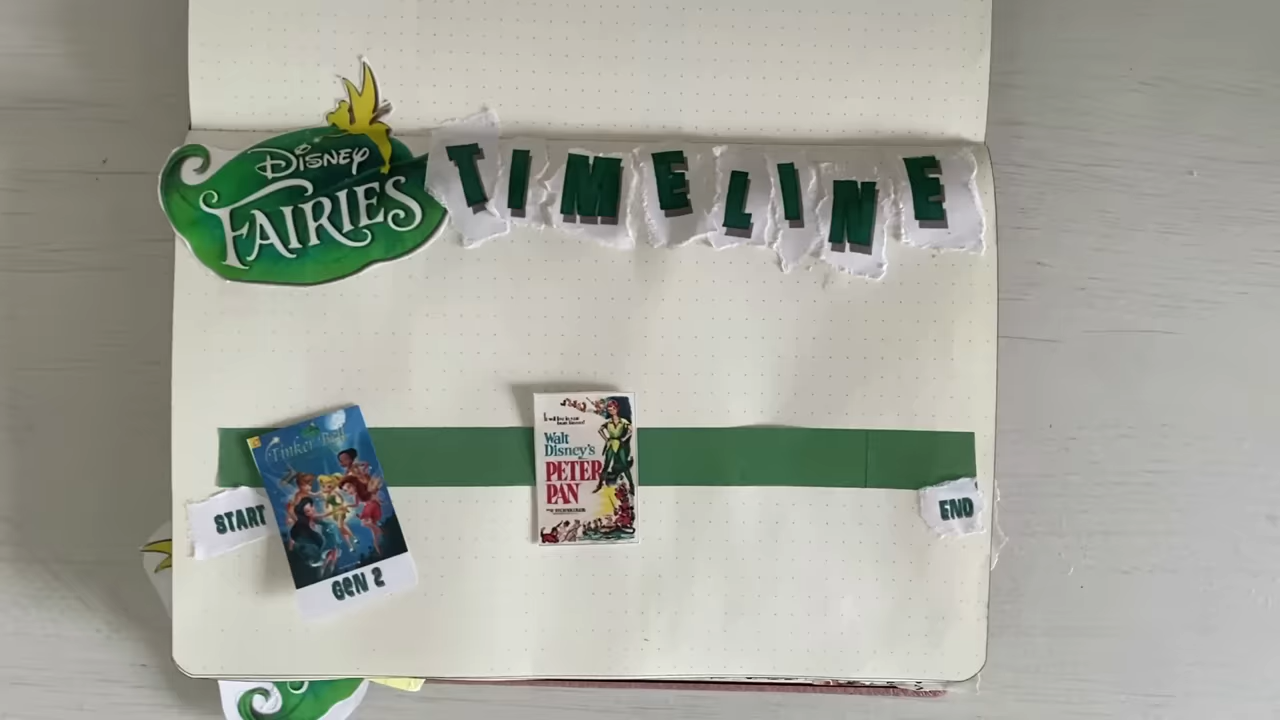 DISNEY
FAIRIES
TIMELINE
Tinker Bell
Walt
Disney's
PETER
PAN
START
END
GEN 2